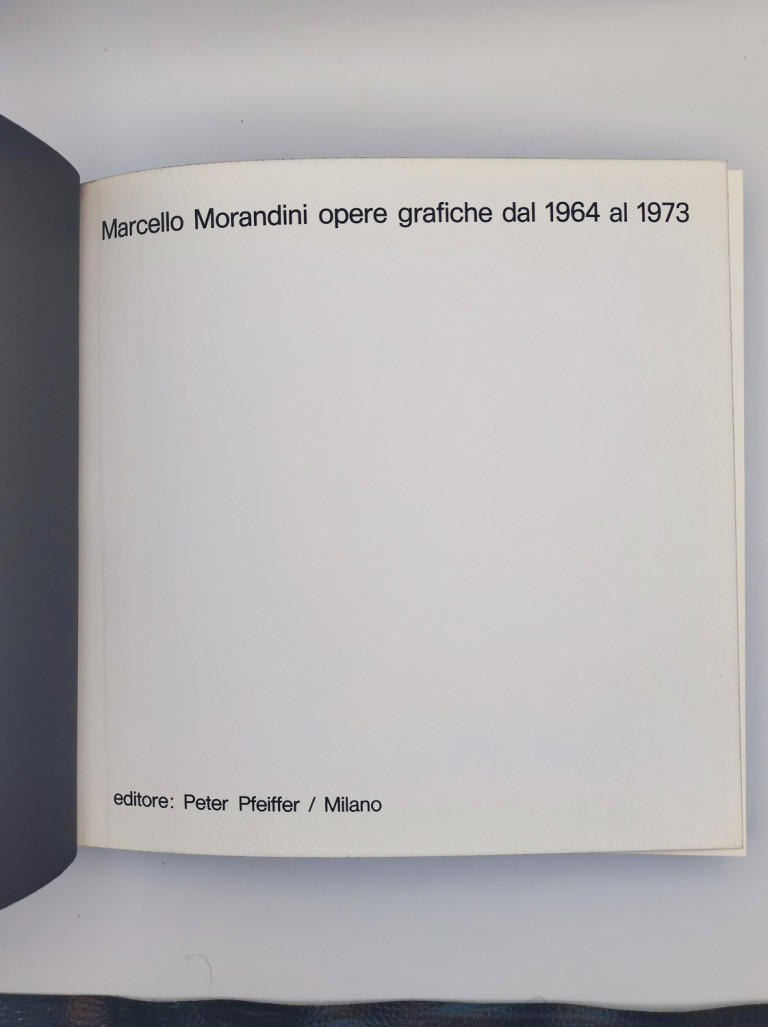 Marcello Morandini opere grafiche dal 1964 al 1973
editore: Peter Pfeiffer / Milano